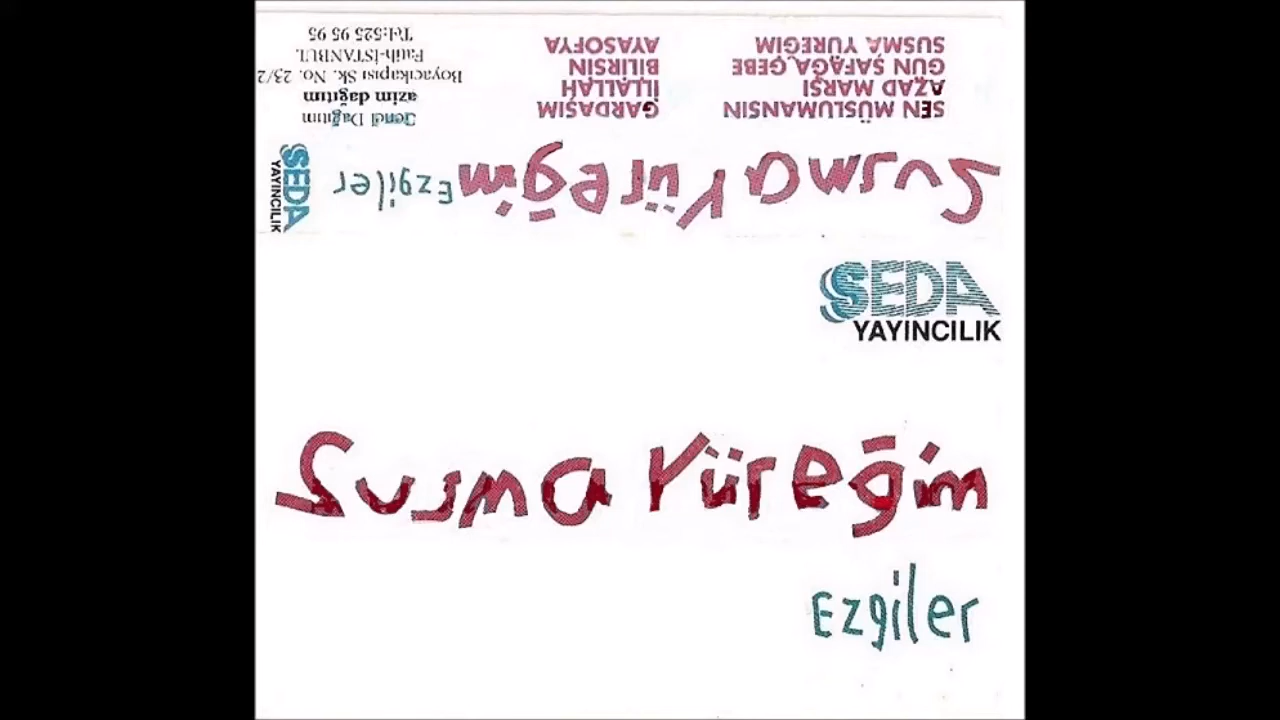 Susma Yüreğim
Ezgiler
SEDA
YAYINCILIK
SEN MÜSLÜMANSIN
AZAD MARŞI
GÜN ŞAFAĞA GEBE
SUSMA YÜREĞİM
GARDAŞIM
İLLALLAH
BİLİRSİN
AYASOFYA
Genel Dağıtım
azim dağıtım
Boyacıkapısı Sk. No. 23/2
Fatih-İSTANBUL
Tel:525 95 95
SEDA
YAYINCILIK
Susma Yüreğim
Ezgiler